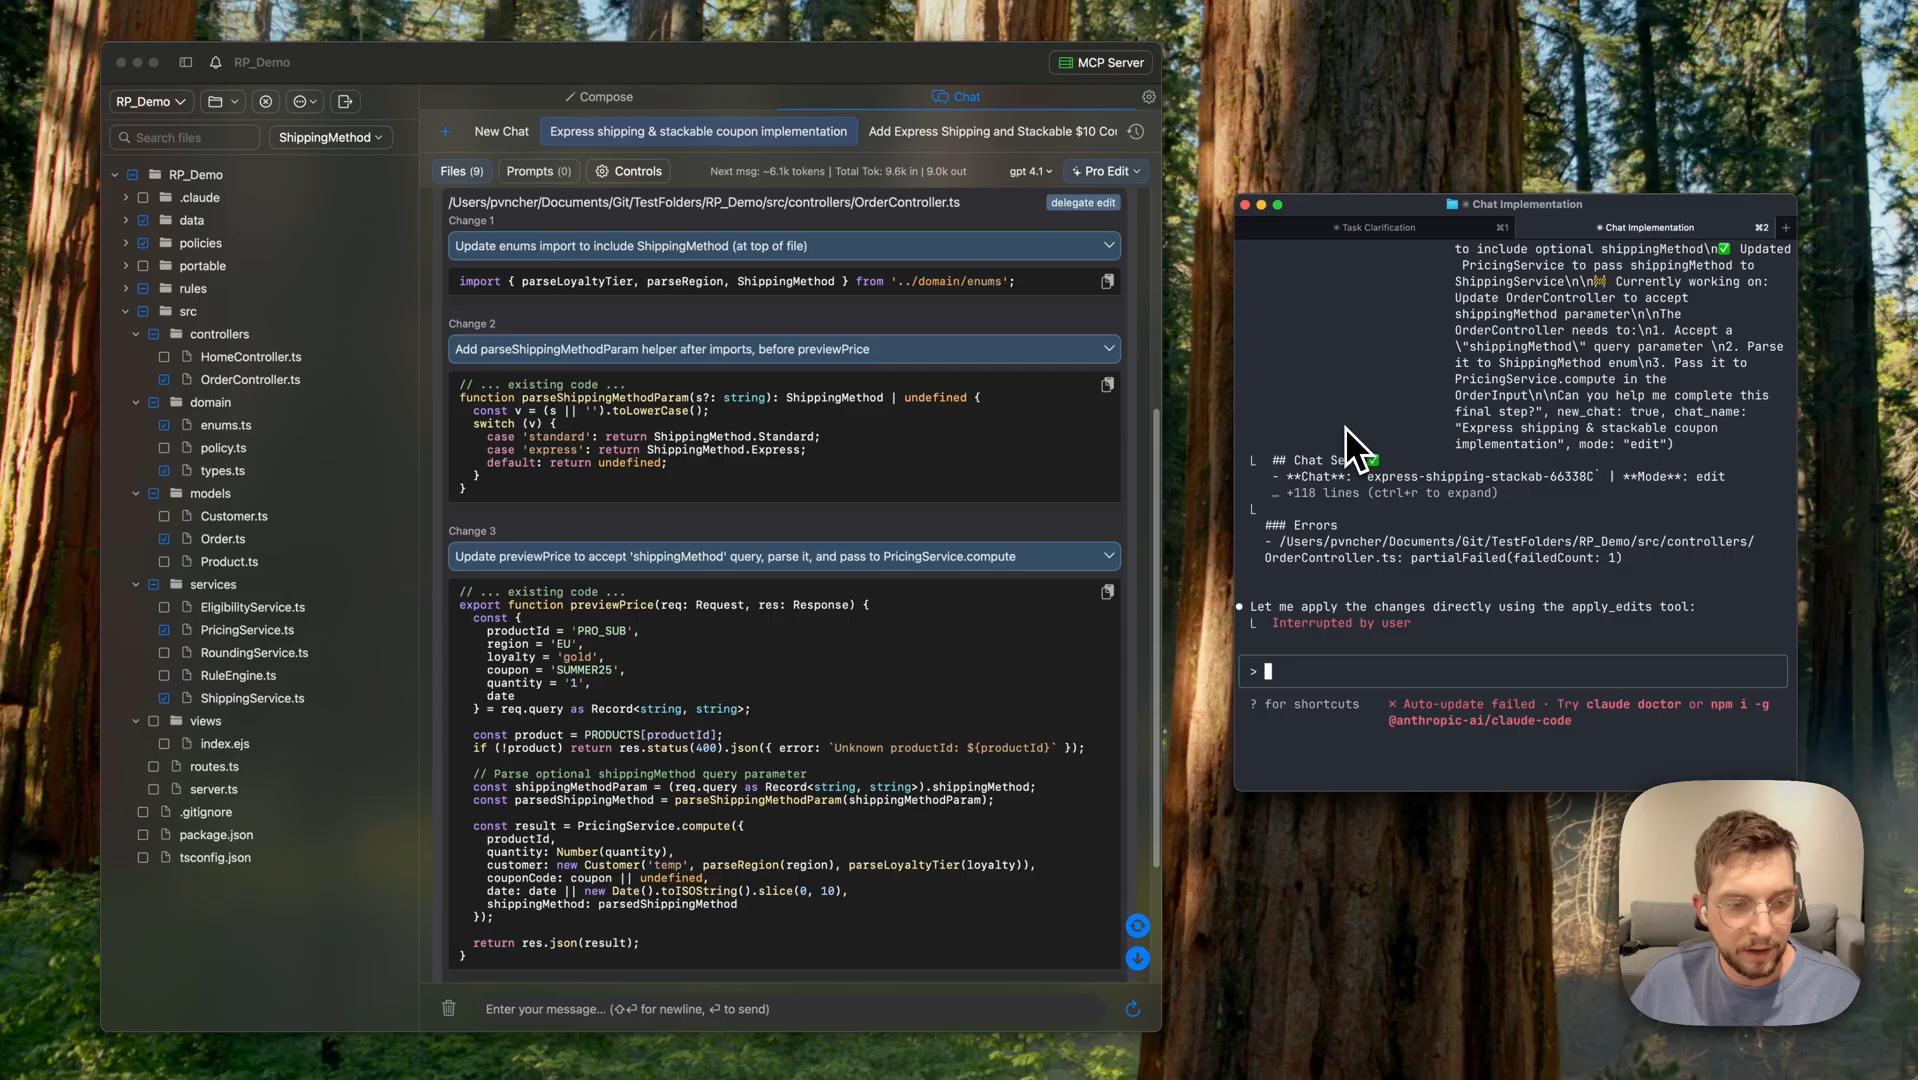 RP_Demo
MCP Server
RP_Demo
Search files
ShippingMethod
RP_Demo
.claude
data
policies
portable
rules
src
controllers
HomeController.ts
OrderController.ts
domain
enums.ts
policy.ts
types.ts
models
Customer.ts
Order.ts
Product.ts
services
EligibilityService.ts
PricingService.ts
RoundingService.ts
RuleEngine.ts
ShippingService.ts
views
index.ejs
routes.ts
server.ts
.gitignore
package.json
tsconfig.json
Compose
Chat
+ New Chat
Express shipping & stackable coupon implementation
Add Express Shipping and Stackable $10 Cou
Files (9)
Prompts (0)
Controls
Next msg: ~6.1k tokens | Total Tok: 9.6k in | 9.0k out
gpt 4.1
Pro Edit
/Users/pvncher/Documents/Git/TestFolders/RP_Demo/src/controllers/OrderController.ts
delegate edit
Change 1
Update enums import to include ShippingMethod (at top of file)
import { parseLoyaltyTier, parseRegion, ShippingMethod } from '../domain/enums';
Change 2
Add parseShippingMethodParam helper after imports, before previewPrice
// ... existing code ...
function parseShippingMethodParam(s?: string): ShippingMethod | undefined {
const v = (s || '').toLowerCase();
switch (v) {
case 'standard': return ShippingMethod.Standard;
case 'express': return ShippingMethod.Express;
default: return undefined;
}
}
Change 3
Update previewPrice to accept 'shippingMethod' query, parse it, and pass to PricingService.compute
// ... existing code ...
export function previewPrice(req: Request, res: Response) {
const {
productId = 'PRO_SUB',
region = 'EU',
loyalty = 'gold',
coupon = 'SUMMER25',
quantity = '1',
date
} = req.query as Record<string, string>;
const product = PRODUCTS[productId];
if (!product) return res.status(400).json({ error: `Unknown productId: ${productId}` });
// Parse optional shippingMethod query parameter
const shippingMethodParam = (req.query as Record<string, string>).shippingMethod;
const parsedShippingMethod = parseShippingMethodParam(shippingMethodParam);
const result = PricingService.compute({
productId,
quantity: Number(quantity),
customer: new Customer('temp', parseRegion(region), parseLoyaltyTier(loyalty)),
couponCode: coupon || undefined,
date: date || new Date().toISOString().slice(0, 10),
shippingMethod: parsedShippingMethod
});
return res.json(result);
}
Enter your message... (⇧⏎ for newline, ⏎ to send)
✳ Chat Implementation
✳ Task Clarification ⌘1
✳ Chat Implementation ⌘2 +
to include optional shippingMethod\n✅ Updated
PricingService to pass shippingMethod to
ShippingService\n\n🚧 Currently working on:
Update OrderController to accept
shippingMethod parameter\n\nThe
OrderController needs to:\n1. Accept a
\"shippingMethod\" query parameter \n2. Parse
it to ShippingMethod enum\n3. Pass it to
PricingService.compute in the
OrderInput\n\nCan you help me complete this
final step?", new_chat: true, chat_name:
"Express shipping & stackable coupon
implementation", mode: "edit")
⎿ ## Chat Se ✅
- **Chat**: `express-shipping-stackab-66338C` | **Mode**: edit
… +118 lines (ctrl+r to expand)
⎿
### Errors
- /Users/pvncher/Documents/Git/TestFolders/RP_Demo/src/controllers/
OrderController.ts: partialFailed(failedCount: 1)
● Let me apply the changes directly using the apply_edits tool:
⎿ Interrupted by user
>
? for shortcuts
✗ Auto-update failed · Try claude doctor or npm i -g
@anthropic-ai/claude-code